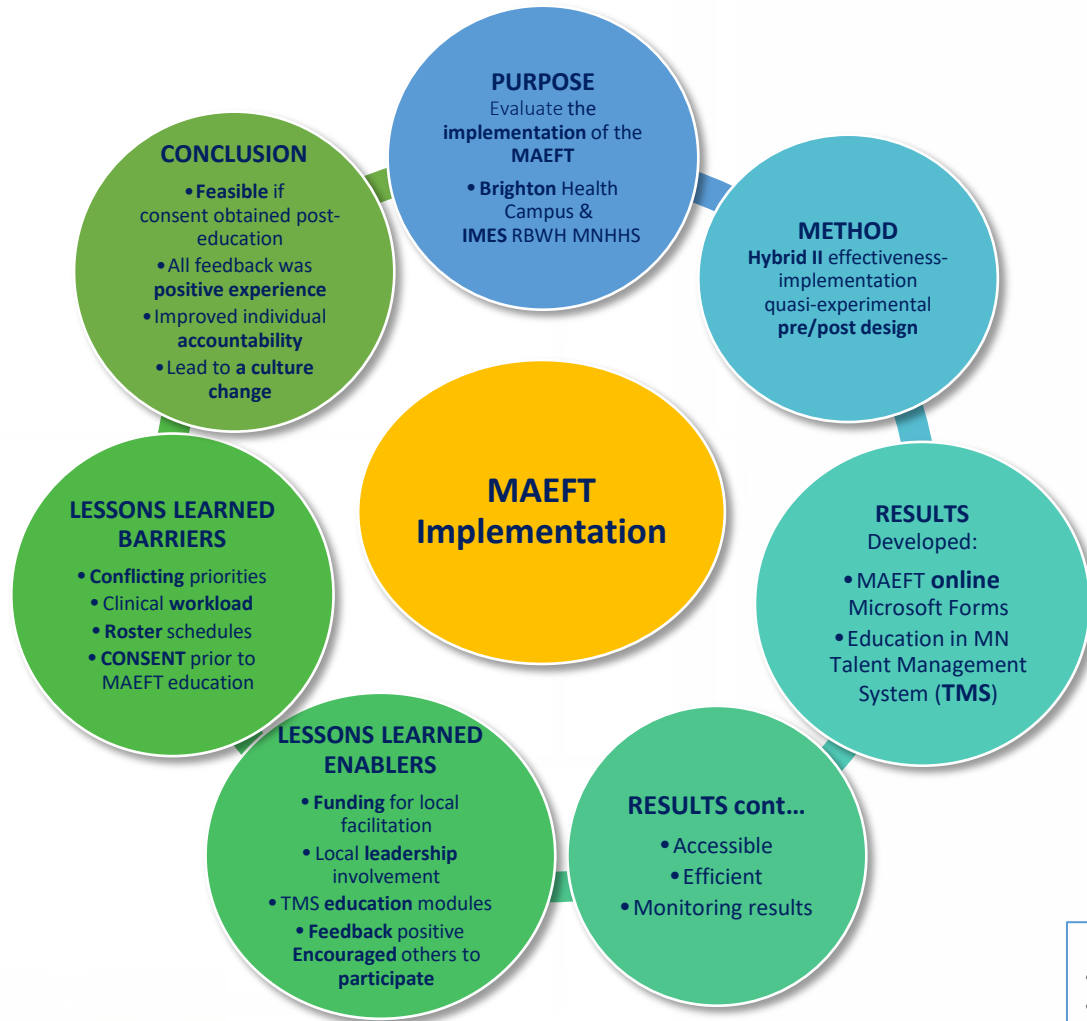 PURPOSE
Evaluate the
implementation of the
MAEFT
• Brighton Health
Campus &
IMES RBWH MNHHS
METHOD
Hybrid II effectiveness-
implementation
quasi-experimental
pre/post design
RESULTS
Developed:
• MAEFT online
Microsoft Forms
• Education in MN
Talent Management
System (TMS)
RESULTS cont...
• Accessible
• Efficient
• Monitoring results
LESSONS LEARNED
ENABLERS
• Funding for local
facilitation
• Local leadership
involvement
• TMS education modules
• Feedback positive
Encouraged others to
participate
LESSONS LEARNED
BARRIERS
• Conflicting priorities
• Clinical workload
• Roster schedules
• CONSENT prior to
MAEFT education
CONCLUSION
• Feasible if
consent obtained post-
education
• All feedback was
positive experience
• Improved individual
accountability
• Lead to a culture
change
MAEFT
Implementation